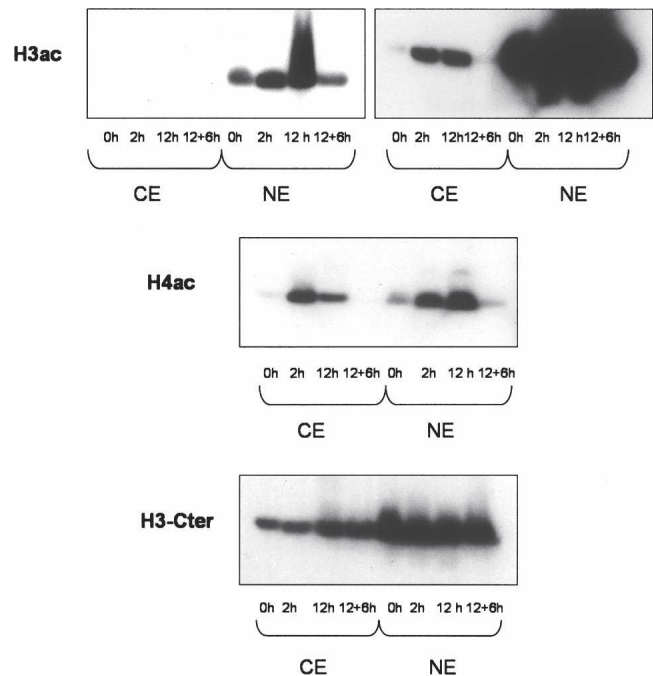 H3ac
0h 2h 12h 12+6h 0h 2h 12 h 12+6h 0h 2h 12h12+6h 0h 2h 12 h12+6h
CE NE CE NE
H4ac
0h 2h 12h 12+6h 0h 2h 12 h 12+6h
CE NE
H3-Cter
0h 2h 12h 12+6h 0h 2h 12 h 12+6h
CE NE